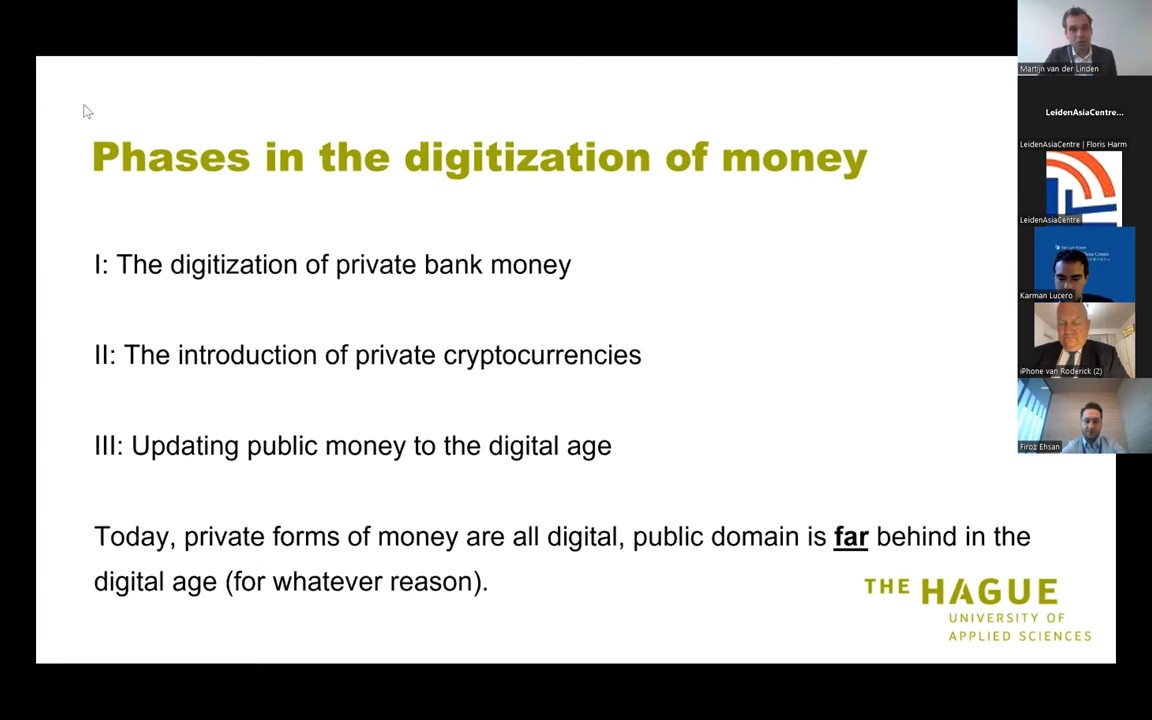 Phases in the digitization of money
I: The digitization of private bank money
II: The introduction of private cryptocurrencies
III: Updating public money to the digital age
Today, private forms of money are all digital, public domain is far behind in the
digital age (for whatever reason).
THE HAGUE
UNIVERSITY OF
APPLIED SCIENCES
Martijn van der Linden
LeidenAsiaCentre...
LeidenAsiaCentre | Floris Harm
LeidenAsiaCentre
Karman Lucero
iPhone van Roderick (2)
Firoz Ehsan